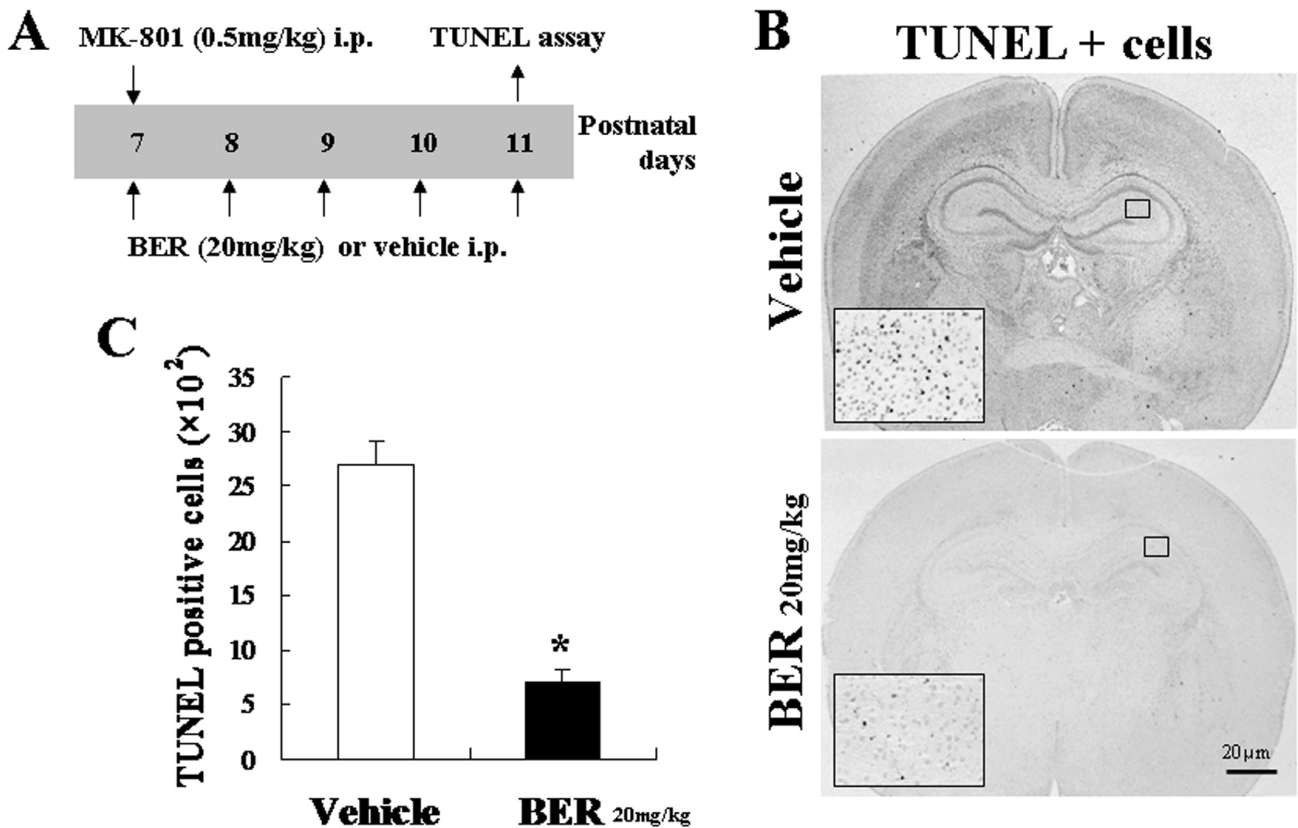 A
MK-801 (0.5mg/kg) i.p.
TUNEL assay
7 8 9 10 11
Postnatal
days
BER (20mg/kg) or vehicle i.p.
B
TUNEL + cells
Vehicle
BER 20mg/kg
20 μm
C
TUNEL positive cells (×10²)
35
30
25
20
15
10
5
0
*
Vehicle
BER 20mg/kg